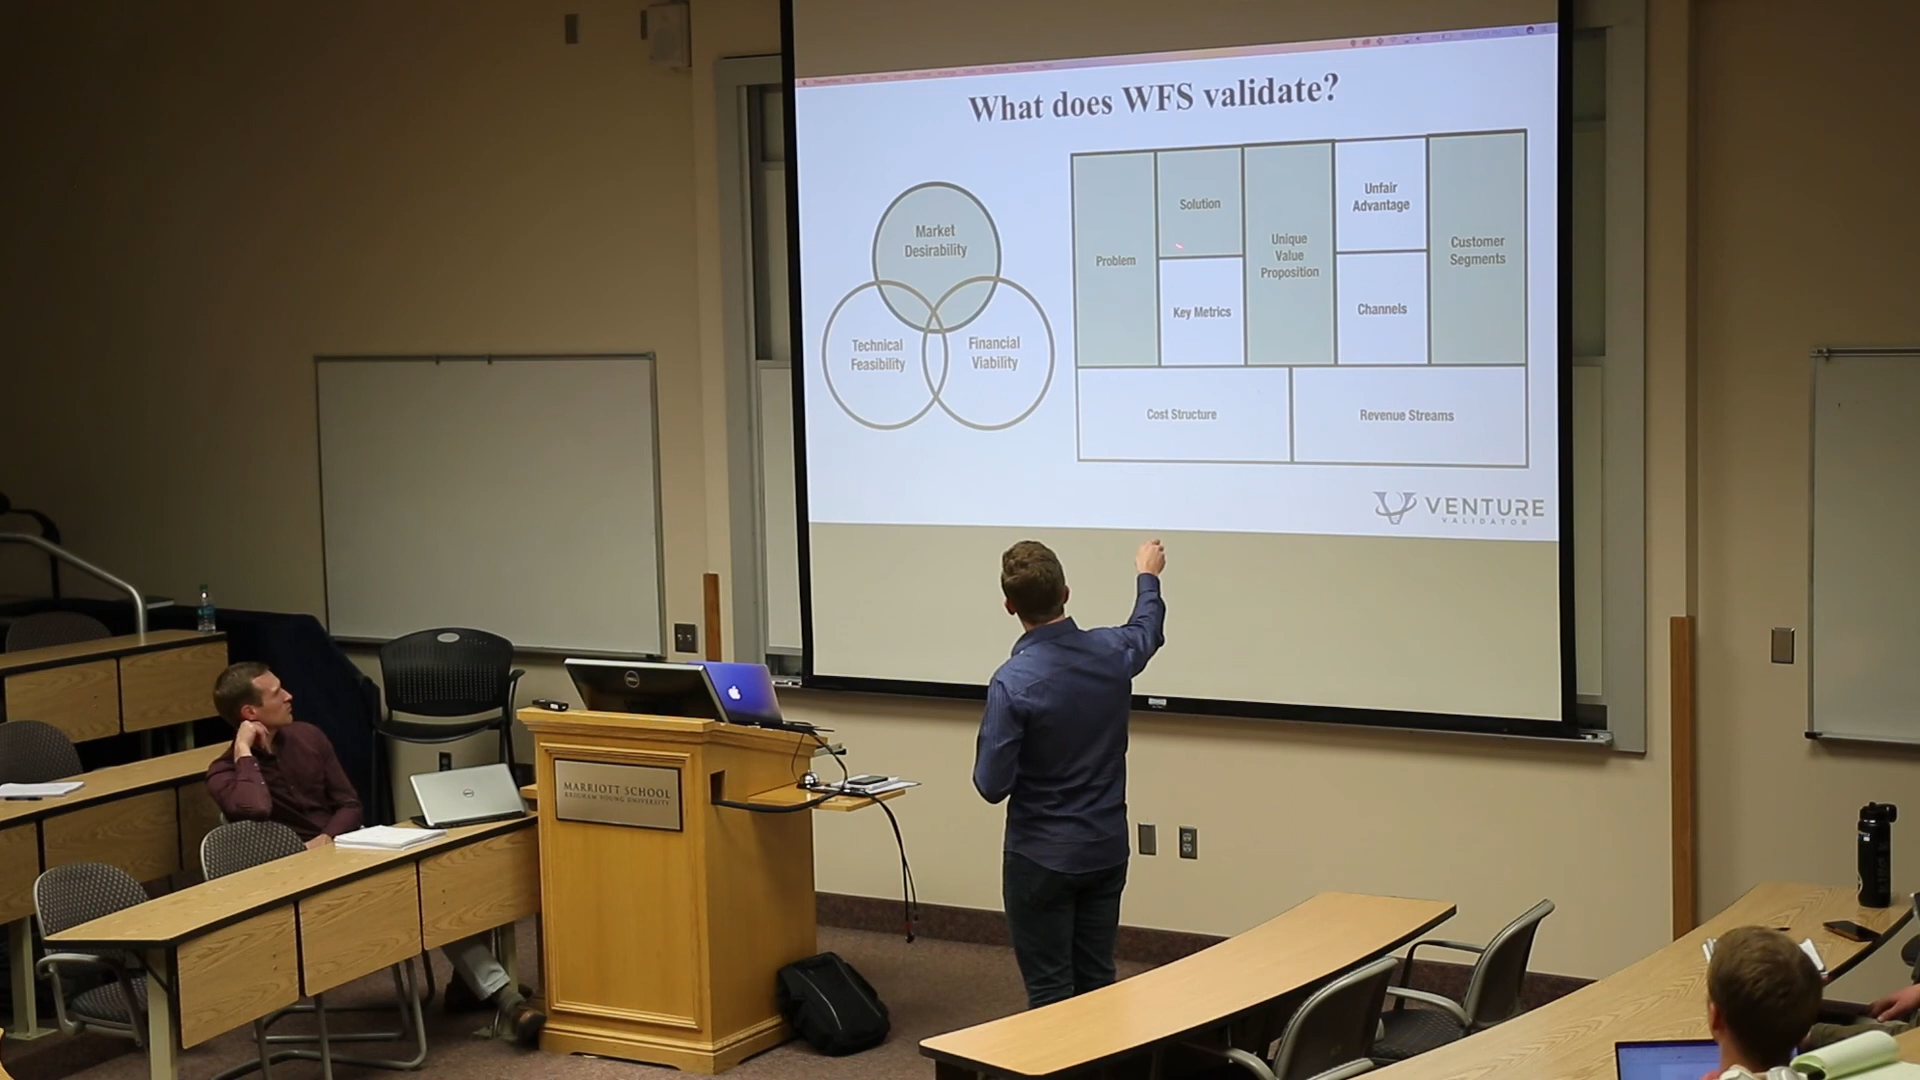 What does WFS validate?
Market
Desirability
Technical
Feasibility
Financial
Viability
Problem
Solution
Key Metrics
Unique
Value
Proposition
Unfair
Advantage
Channels
Customer
Segments
Cost Structure
Revenue Streams
VENTURE
VALIDATOR
DELL
MARRIOTT SCHOOL
BRIGHAM YOUNG UNIVERSITY